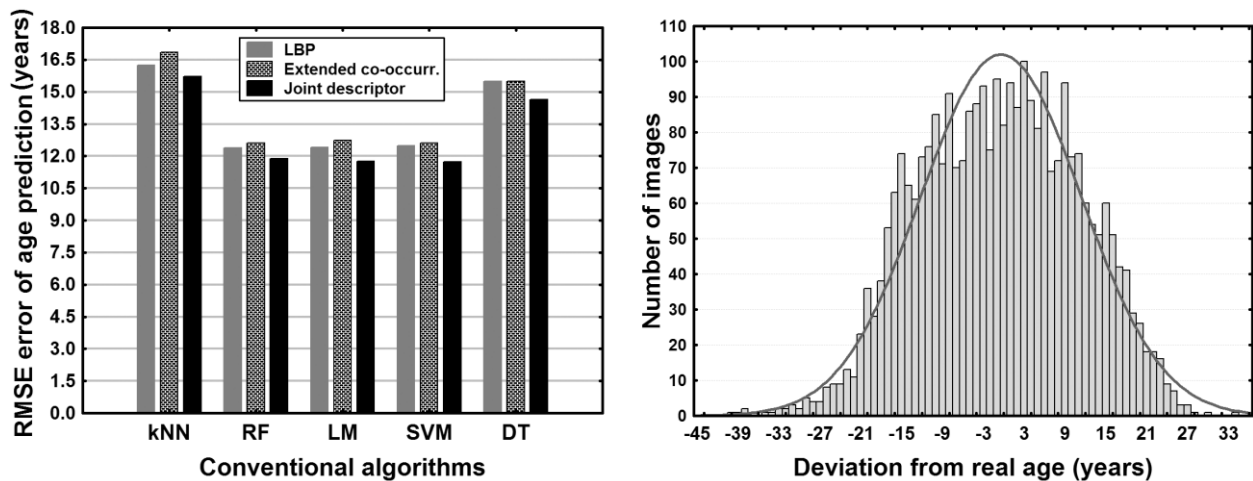 RMSE error of age prediction (years)
18.0
16.5
15.0
13.5
12.0
10.5
9.0
7.5
6.0
4.5
3.0
1.5
0.0
LBP
Extended co-occurr.
Joint descriptor
kNN RF LM SVM DT
Conventional algorithms
Number of images
110
100
90
80
70
60
50
40
30
20
10
0
-45 -39 -33 -27 -21 -15 -9 -3 3 9 15 21 27 33
Deviation from real age (years)